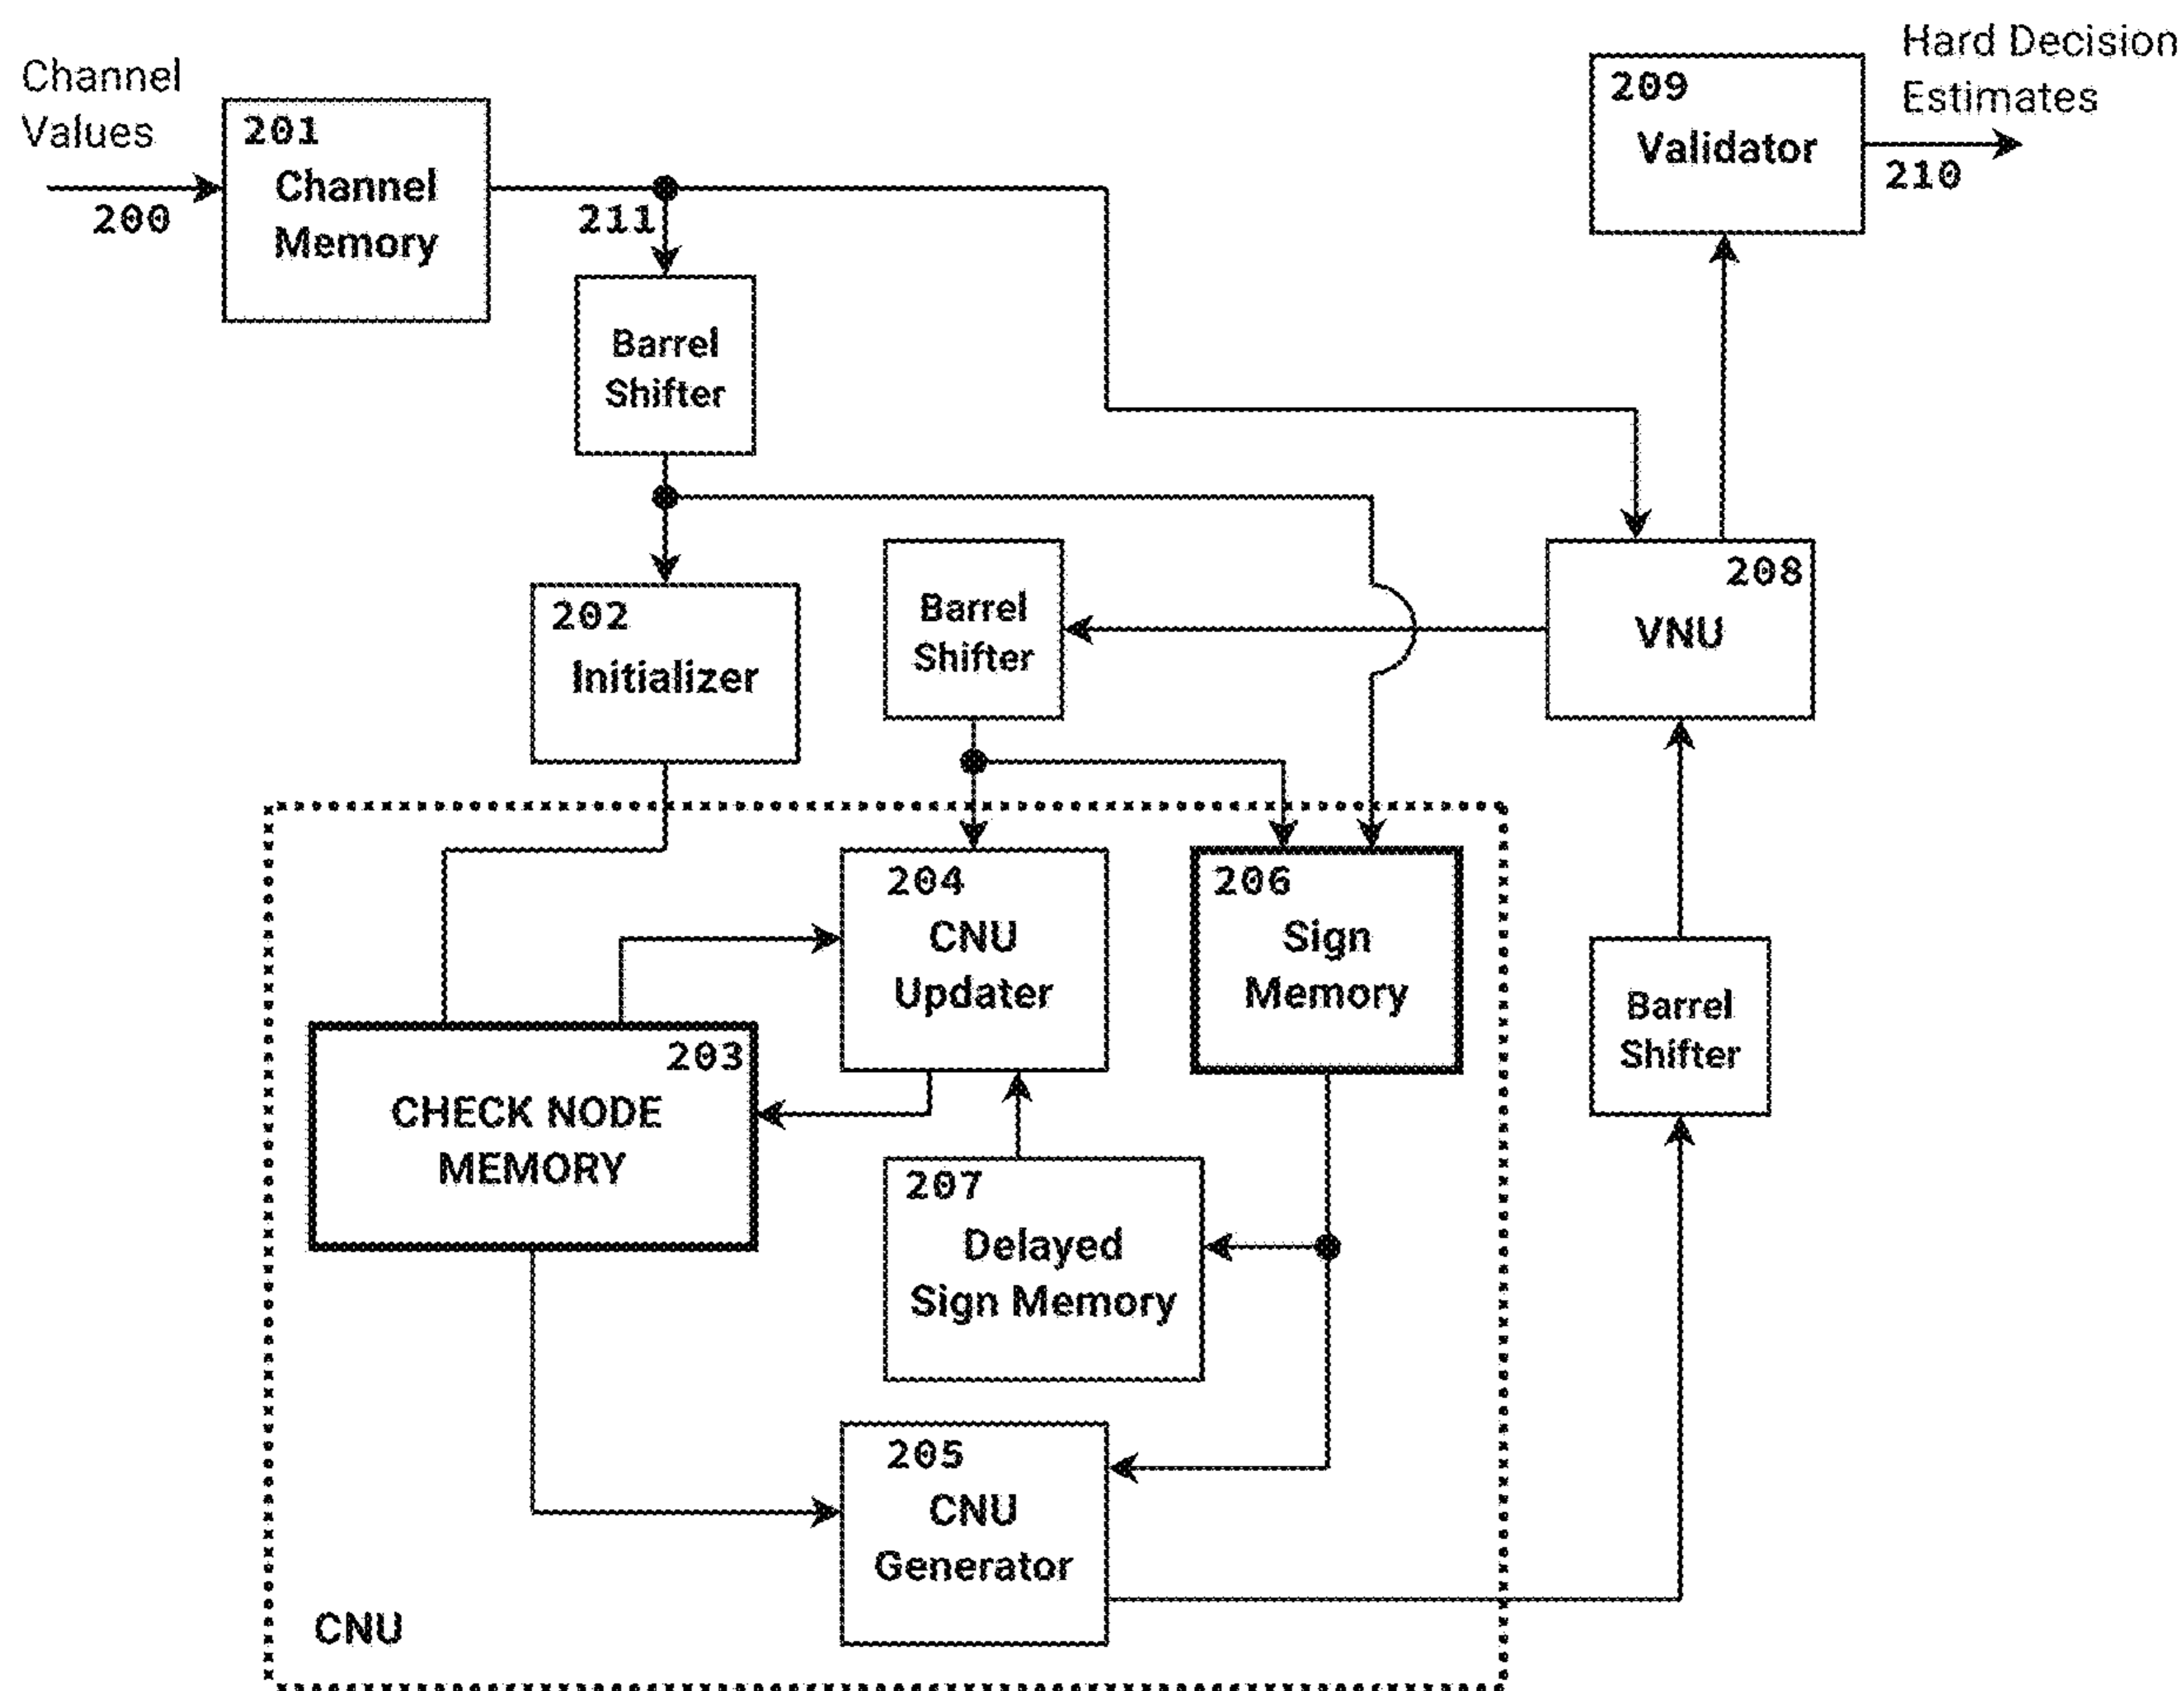 Channel
Values
200
201
Channel
Memory
211
209
Validator
Hard Decision
Estimates
210
Barrel
Shifter
202
Initializer
Barrel
Shifter
208
VNU
204
CNU
Updater
206
Sign
Memory
203
CHECK NODE
MEMORY
Barrel
Shifter
207
Delayed
Sign Memory
205
CNU
Generator
CNU